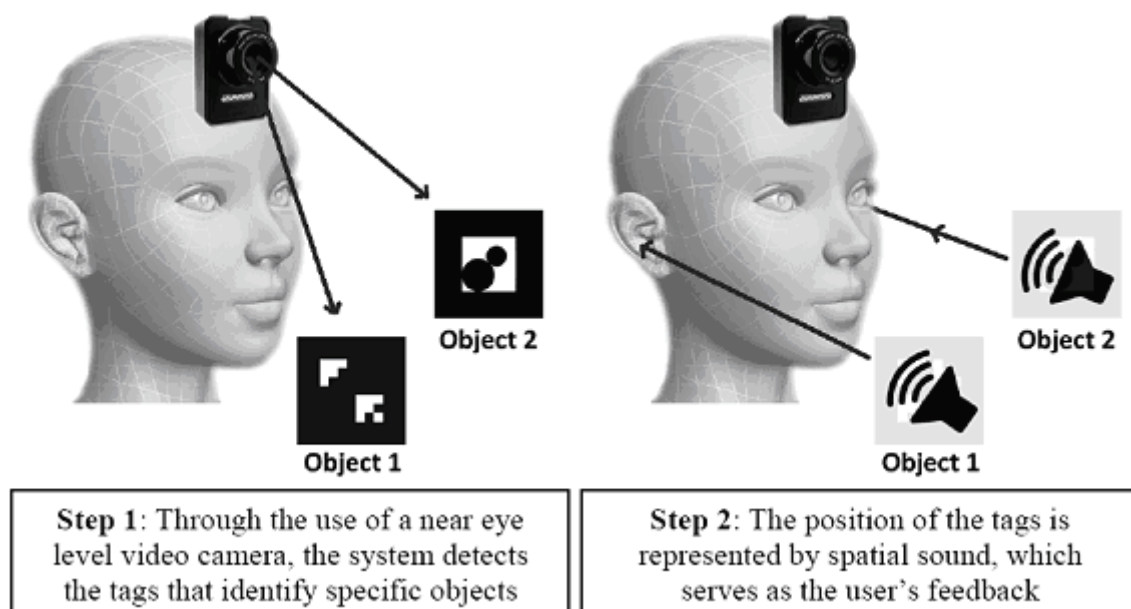 Object 2
Object 1
Object 2
Object 1
Step 1: Through the use of a near eye
level video camera, the system detects
the tags that identify specific objects
Step 2: The position of the tags is
represented by spatial sound, which
serves as the user's feedback